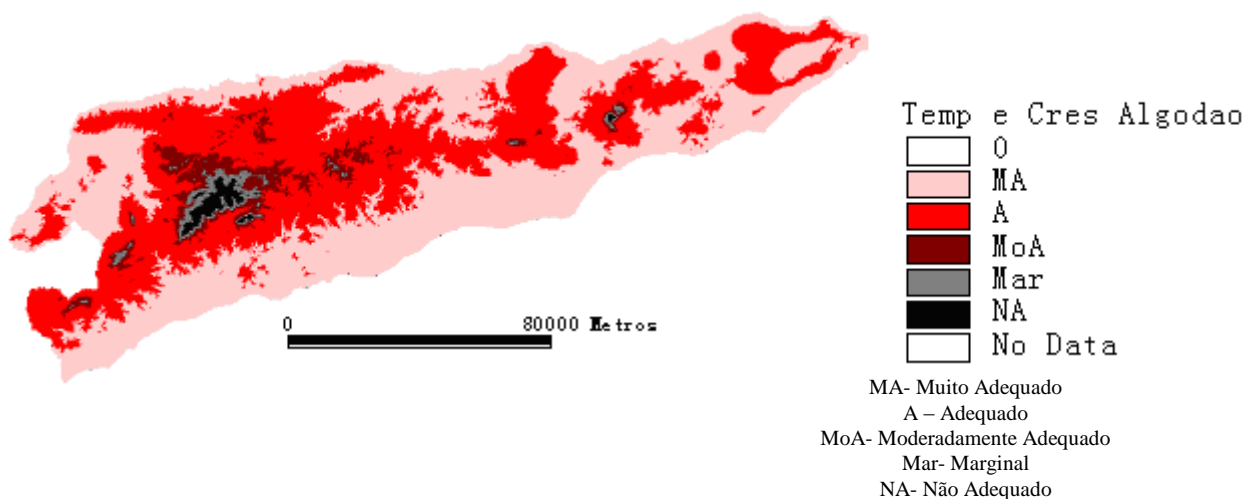 Temp e Cres Algodao
0
MA
A
MoA
Mar
NA
No Data
0 80000 Metros
MA- Muito Adequado
A – Adequado
MoA- Moderadamente Adequado
Mar- Marginal
NA- Não Adequado